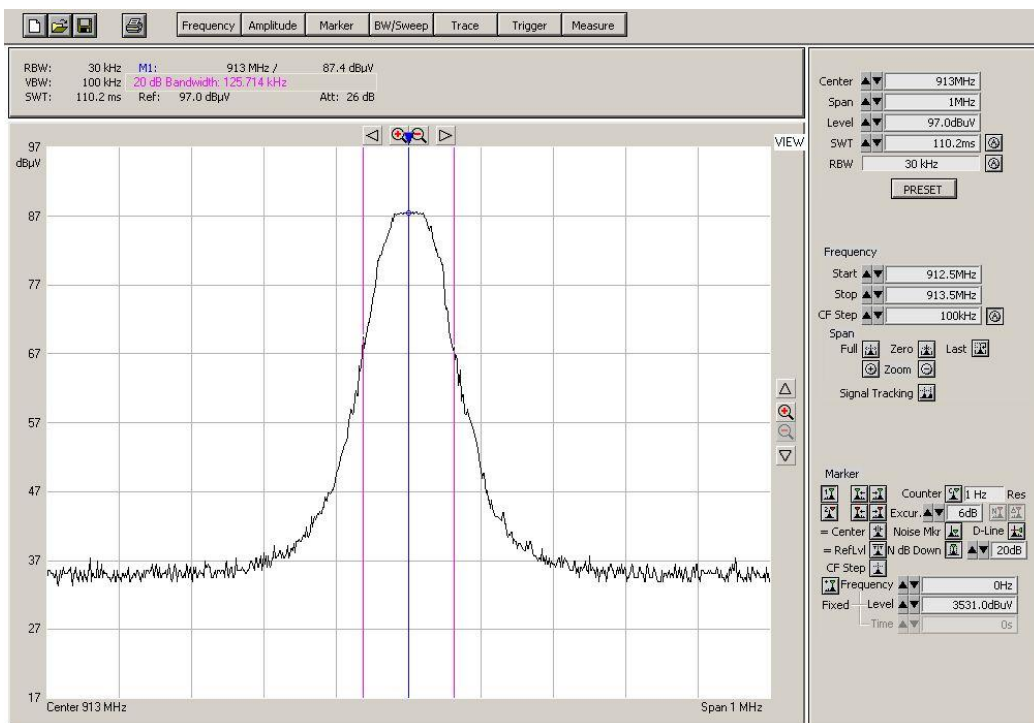 Frequency Amplitude Marker BW/Sweep Trace Trigger Measure
RBW: 30 kHz M1: 913 MHz / 87.4 dBµV
VBW: 100 kHz 20 dB Bandwidth: 125.714 kHz
SWT: 110.2 ms Ref: 97.0 dBµV Att: 26 dB
VIEW
97
dBµV
87
77
67
57
47
37
27
17
Center 913 MHz Span 1 MHz
Center 913MHz
Span 1MHz
Level 97.0dBuV
SWT 110.2ms
RBW 30 kHz
PRESET
Frequency
Start 912.5MHz
Stop 913.5MHz
CF Step 100kHz
Span
Full Zero Last
Zoom
Signal Tracking
Marker
Counter 1 Hz Res
Excur. 6dB
= Center Noise Mkr D-Line
= RefLvl N dB Down 20dB
CF Step
Frequency 0Hz
Fixed Level 3531.0dBuV
Time 0s